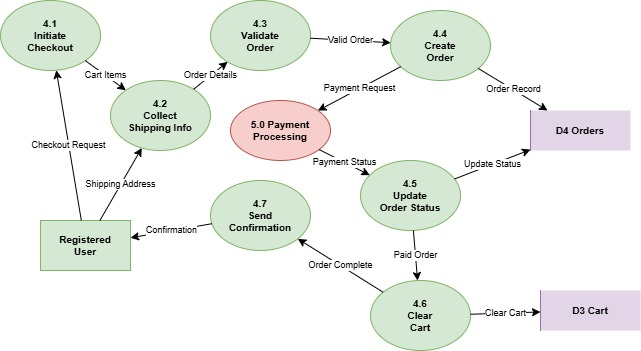 4.1
Initiate
Checkout
Cart Items
4.2
Collect
Shipping Info
Order Details
4.3
Validate
Order
Valid Order
4.4
Create
Order
Payment Request
Order Record
5.0 Payment
Processing
D4 Orders
Checkout Request
Shipping Address
Payment Status
Update Status
4.5
Update
Order Status
4.7
Send
Confirmation
Confirmation
Registered
User
Paid Order
Order Complete
4.6
Clear
Cart
Clear Cart
D3 Cart